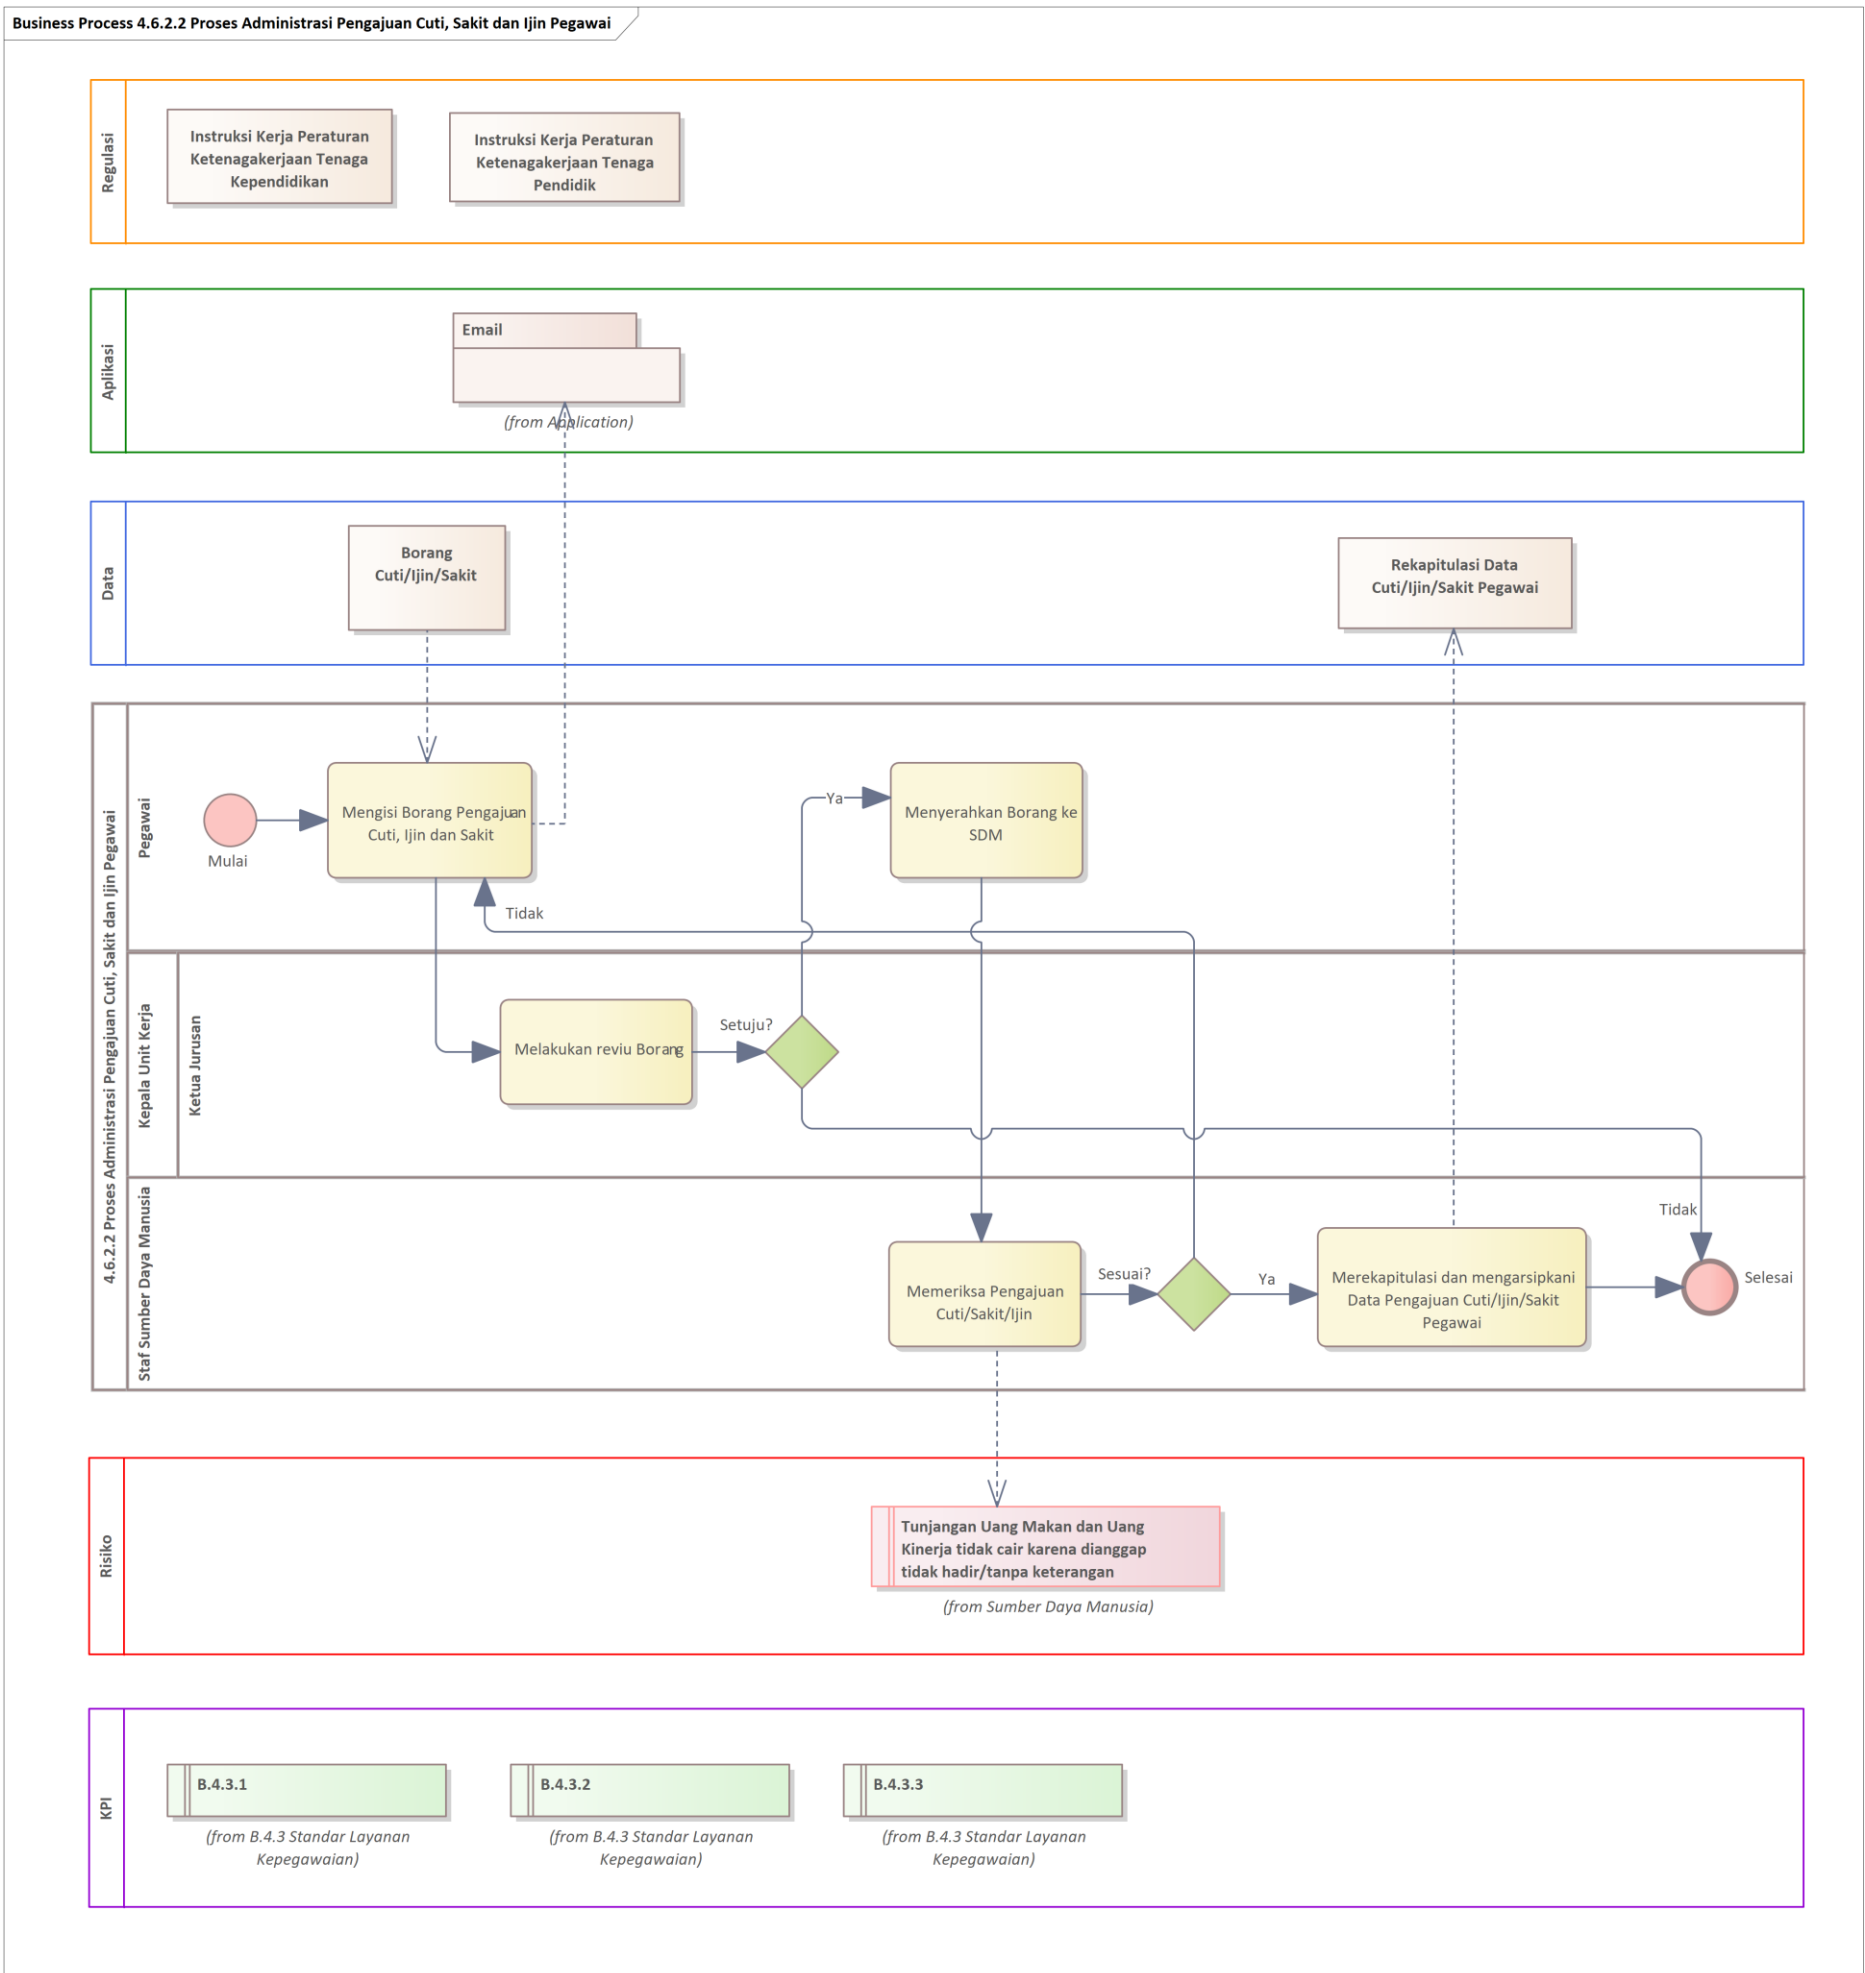 Business Process 4.6.2.2 Proses Administrasi Pengajuan Cuti, Sakit dan Ijin Pegawai
Regulasi
Instruksi Kerja Peraturan
Ketenagakerjaan Tenaga
Kependidikan
Instruksi Kerja Peraturan
Ketenagakerjaan Tenaga
Pendidik
Aplikasi
Email
(from Application)
Data
Borang
Cuti/Ijin/Sakit
Rekapitulasi Data
Cuti/Ijin/Sakit Pegawai
4.6.2.2 Proses Administrasi Pengajuan Cuti, Sakit dan Ijin Pegawai
Pegawai
Mulai
Mengisi Borang Pengajuan
Cuti, Ijin dan Sakit
Ya
Menyerahkan Borang ke
SDM
Tidak
Kepala Unit Kerja
Ketua Jurusan
Melakukan reviu Borang
Setuju?
Staf Sumber Daya Manusia
Memeriksa Pengajuan
Cuti/Sakit/Ijin
Sesuai?
Ya
Merekapitulasi dan mengarsipkani
Data Pengajuan Cuti/Ijin/Sakit
Pegawai
Tidak
Selesai
Risiko
Tunjangan Uang Makan dan Uang
Kinerja tidak cair karena dianggap
tidak hadir/tanpa keterangan
(from Sumber Daya Manusia)
KPI
B.4.3.1
(from B.4.3 Standar Layanan
Kepegawaian)
B.4.3.2
(from B.4.3 Standar Layanan
Kepegawaian)
B.4.3.3
(from B.4.3 Standar Layanan
Kepegawaian)